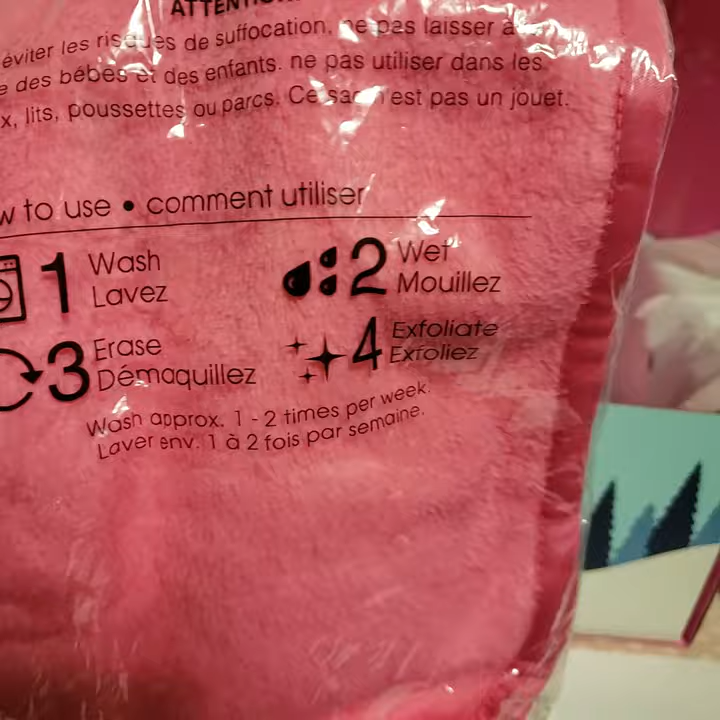 ATTENTION
éviter les risques de suffocation, ne pas laisser à
des bébés et des enfants. ne pas utiliser dans les
lits, poussettes ou parcs. Ce sac n'est pas un jouet.
to use • comment utiliser
1 Wash
Lavez
2 Wet
Mouillez
3 Erase
Démaquillez
4 Exfoliate
Exfoliez
Wash approx. 1 - 2 times per week.
Laver env. 1 à 2 fois par semaine.